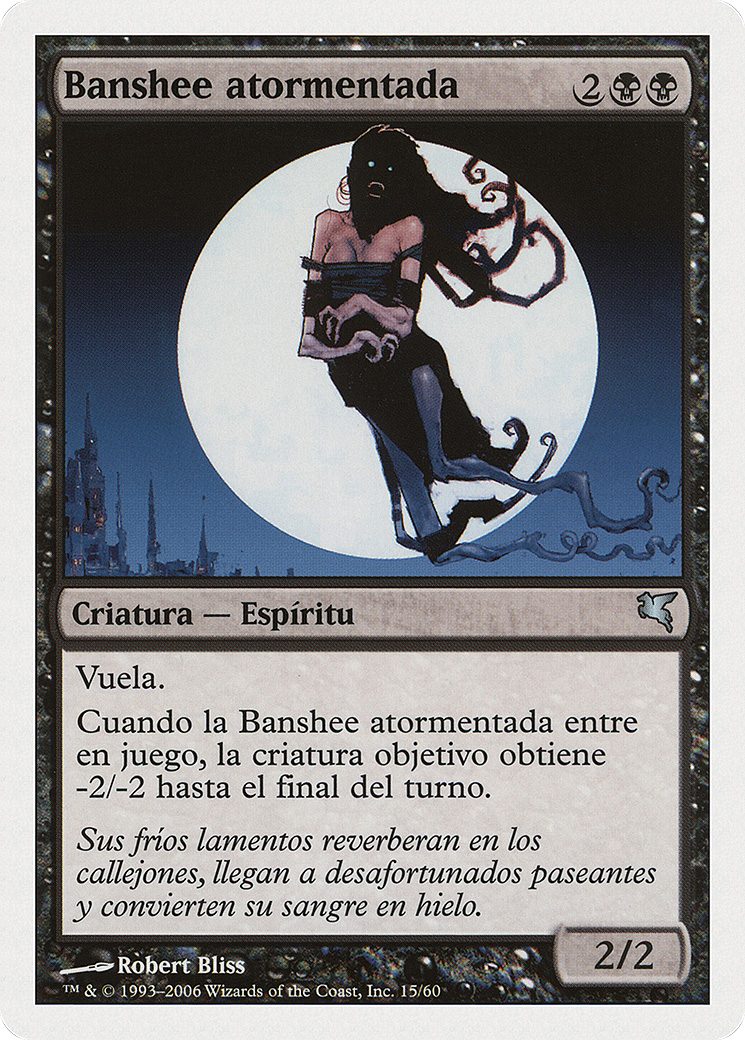 Banshee atormentada 2
Criatura — Espíritu
Vuela.
Cuando la Banshee atormentada entre
en juego, la criatura objetivo obtiene
-2/-2 hasta el final del turno.
Sus fríos lamentos reverberan en los
callejones, llegan a desafortunados paseantes
y convierten su sangre en hielo.
2/2
Robert Bliss
™ & © 1993–2006 Wizards of the Coast, Inc. 15/60